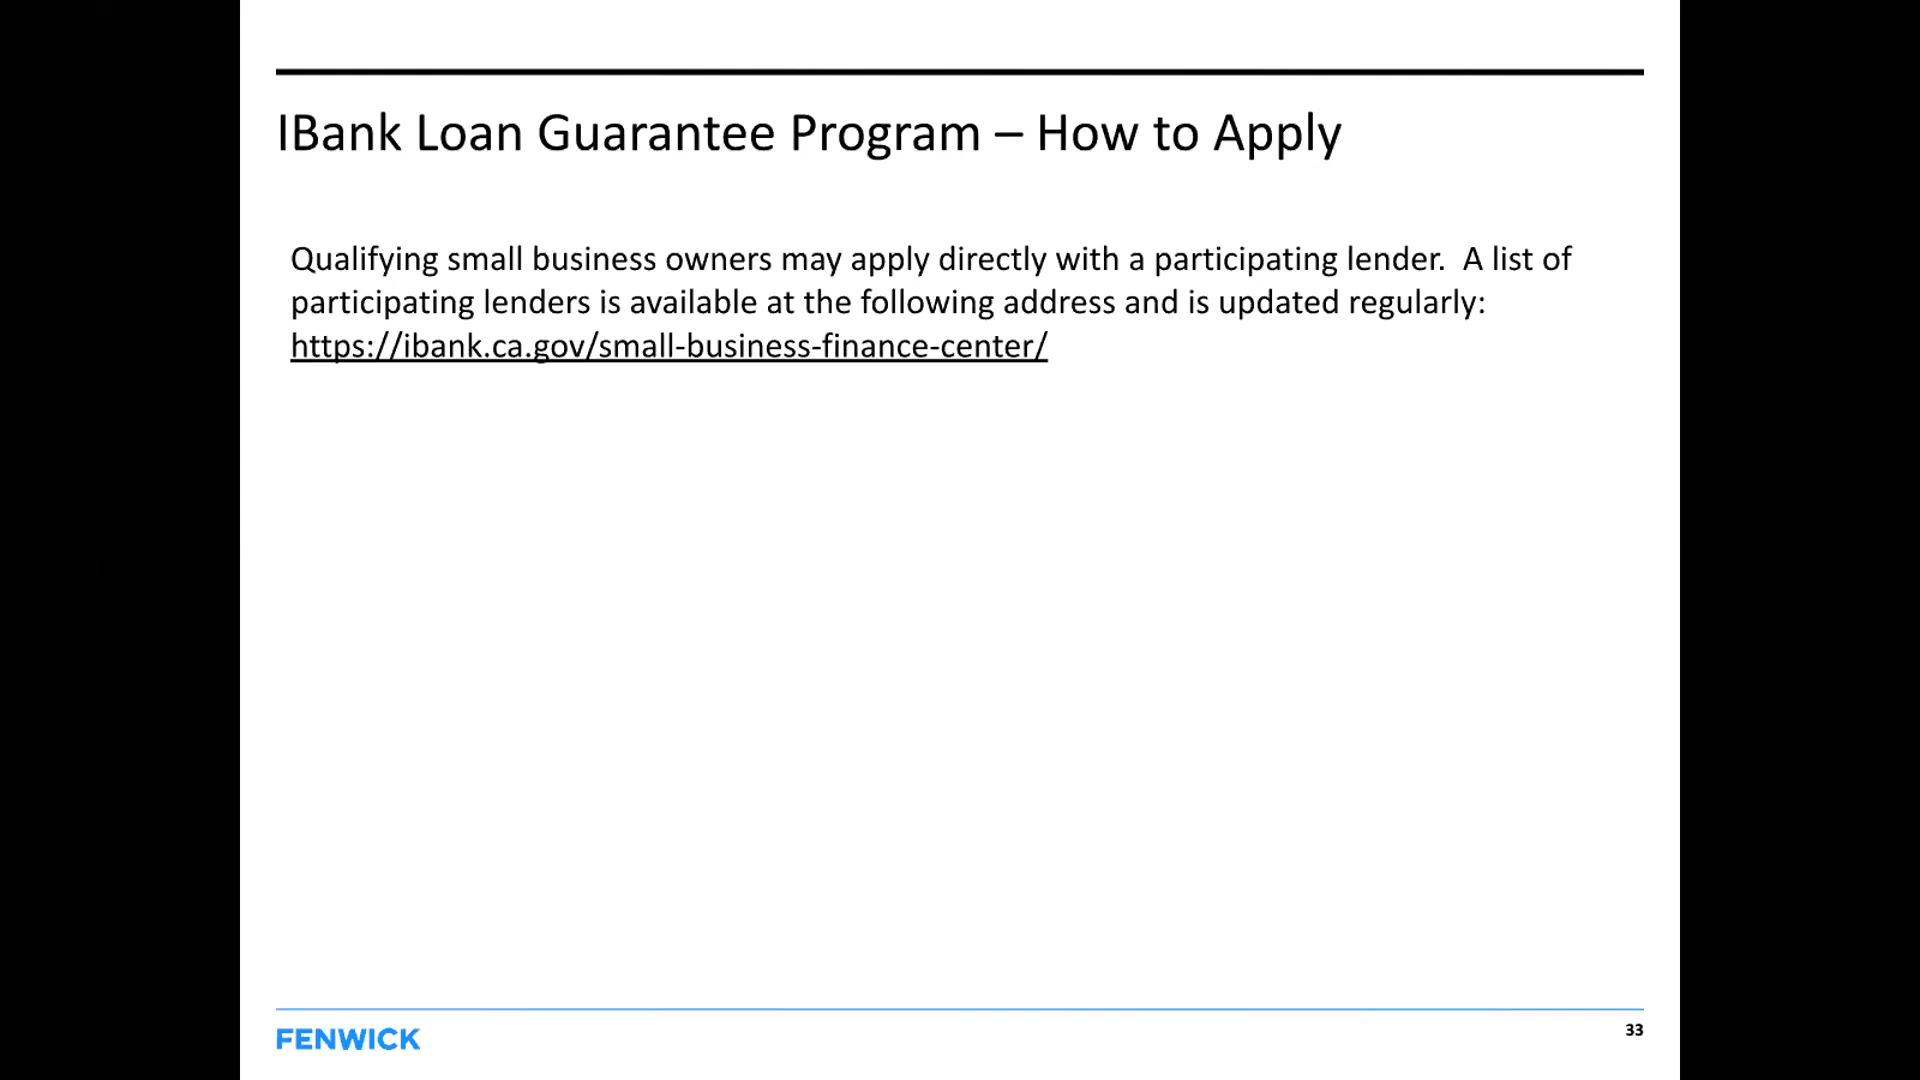 IBank Loan Guarantee Program – How to Apply
Qualifying small business owners may apply directly with a participating lender.  A list of
participating lenders is available at the following address and is updated regularly:
https://ibank.ca.gov/small-business-finance-center/
FENWICK
33